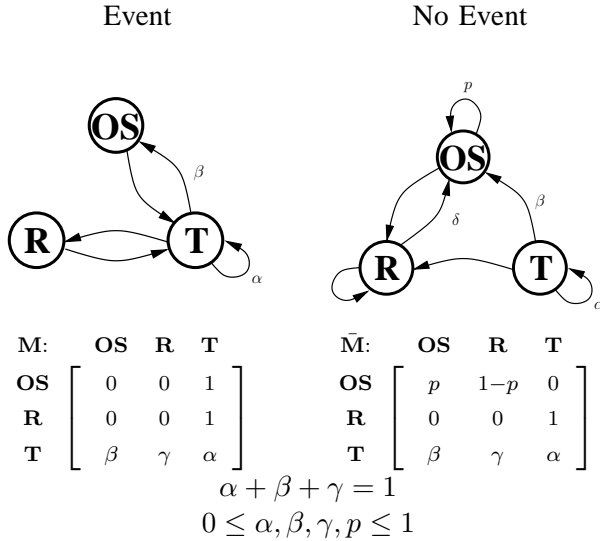 Event No Event
p
OS OS
β β
δ
R T R T
α α
M: OS R T M̄: OS R T
OS 0 0 1 OS p 1−p 0
R 0 0 1 R 0 0 1
T β γ α T β γ α
α + β + γ = 1
0 ≤ α, β, γ, p ≤ 1